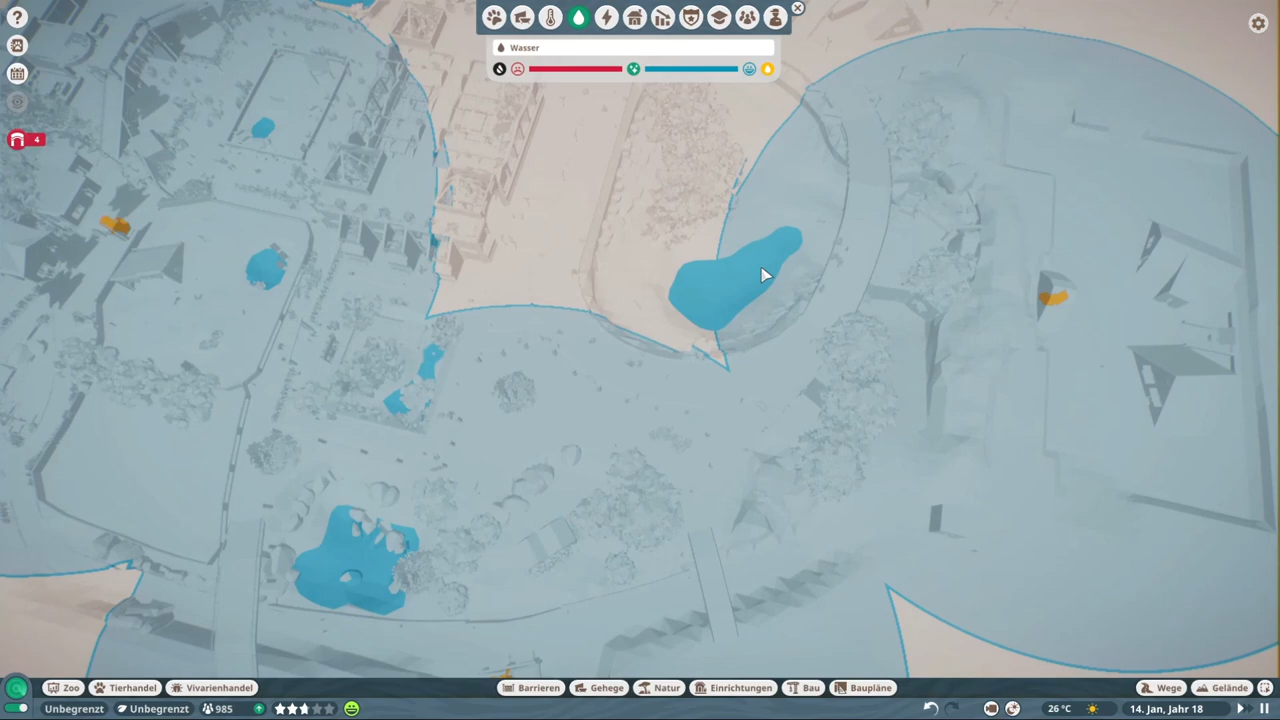 ?
Wasser
4
Zoo
Tierhandel
Vivarienhandel
Barrieren
Gehege
Natur
Einrichtungen
Bau
Baupläne
Wege
Gelände
Unbegrenzt
Unbegrenzt
985
26 °C
14. Jan, Jahr 18